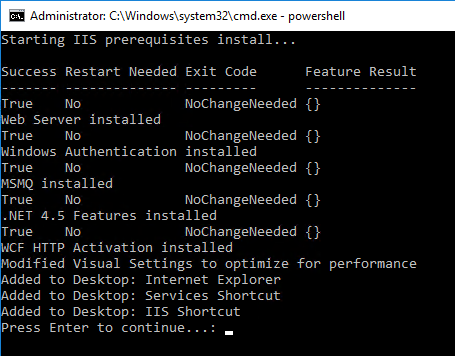 Administrator: C:\Windows\system32\cmd.exe - powershell
Starting IIS prerequisites install...
Success Restart Needed Exit Code      Feature Result
------- -------------- ---------      --------------
True    No             NoChangeNeeded {}
Web Server installed
True    No             NoChangeNeeded {}
Windows Authentication installed
True    No             NoChangeNeeded {}
MSMQ installed
True    No             NoChangeNeeded {}
.NET 4.5 Features installed
True    No             NoChangeNeeded {}
WCF HTTP Activation installed
Modified Visual Settings to optimize for performance
Added to Desktop: Internet Explorer
Added to Desktop: Services Shortcut
Added to Desktop: IIS Shortcut
Press Enter to continue...: